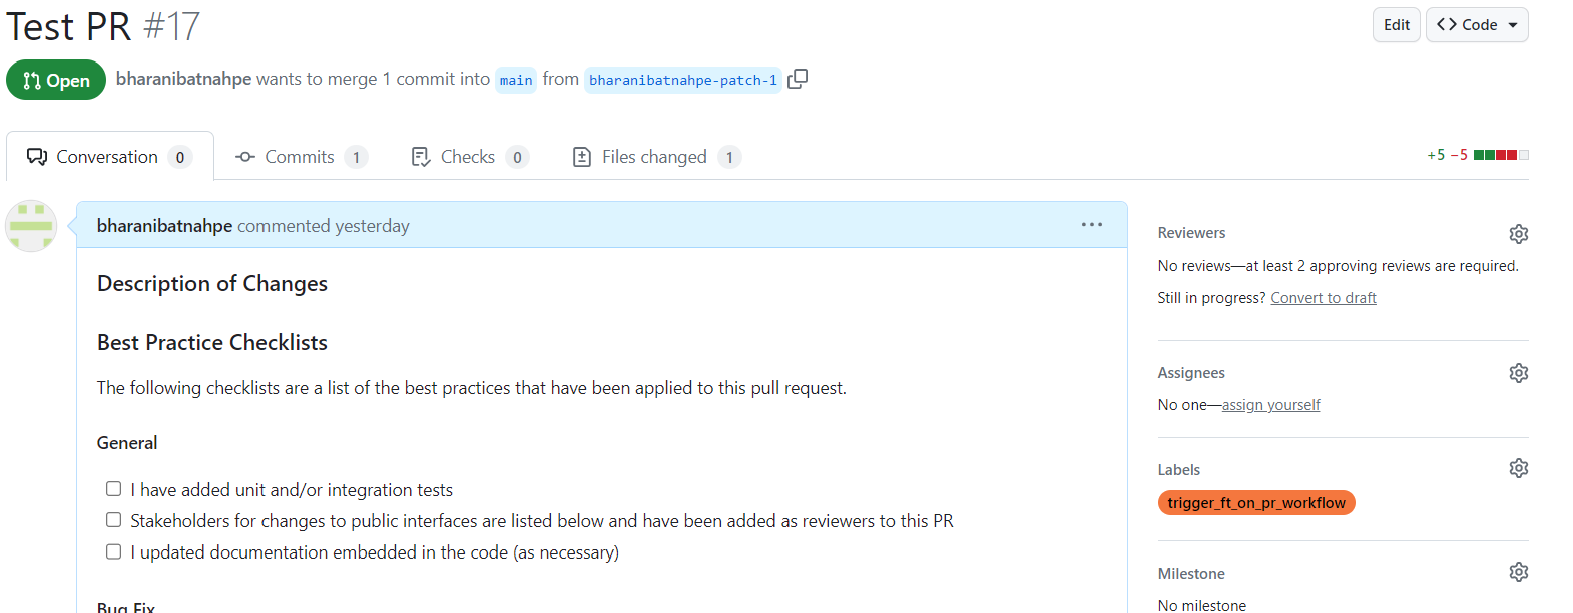 Test PR #17
Edit
Code
Open
bharanibatnahpe wants to merge 1 commit into main from bharanibatnahpe-patch-1
Conversation 0
Commits 1
Checks 0
Files changed 1
+5 −5
bharanibatnahpe commented yesterday
Description of Changes
Best Practice Checklists
The following checklists are a list of the best practices that have been applied to this pull request.
General
I have added unit and/or integration tests
Stakeholders for changes to public interfaces are listed below and have been added as reviewers to this PR
I updated documentation embedded in the code (as necessary)
Bug Fix
Reviewers
No reviews—at least 2 approving reviews are required.
Still in progress? Convert to draft
Assignees
No one—assign yourself
Labels
trigger_ft_on_pr_workflow
Milestone
No milestone